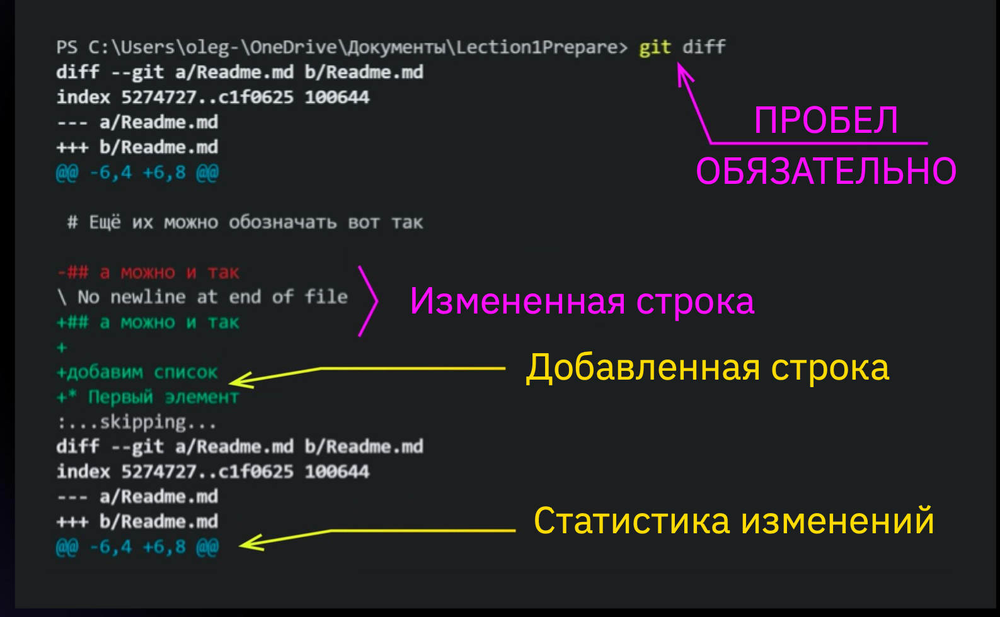 PS C:\Users\oleg-\OneDrive\Документы\Lection1Prepare> git diff
diff --git a/Readme.md b/Readme.md
index 5274727..c1f0625 100644
--- a/Readme.md
+++ b/Readme.md
@@ -6,4 +6,8 @@
ПРОБЕЛ
ОБЯЗАТЕЛЬНО
# Ещё их можно обозначать вот так
-## а можно и так
\ No newline at end of file
+## а можно и так
Измененная строка
+
+добавим список
Добавленная строка
+* Первый элемент
:...skipping...
diff --git a/Readme.md b/Readme.md
index 5274727..c1f0625 100644
--- a/Readme.md
+++ b/Readme.md
@@ -6,4 +6,8 @@
Статистика изменений